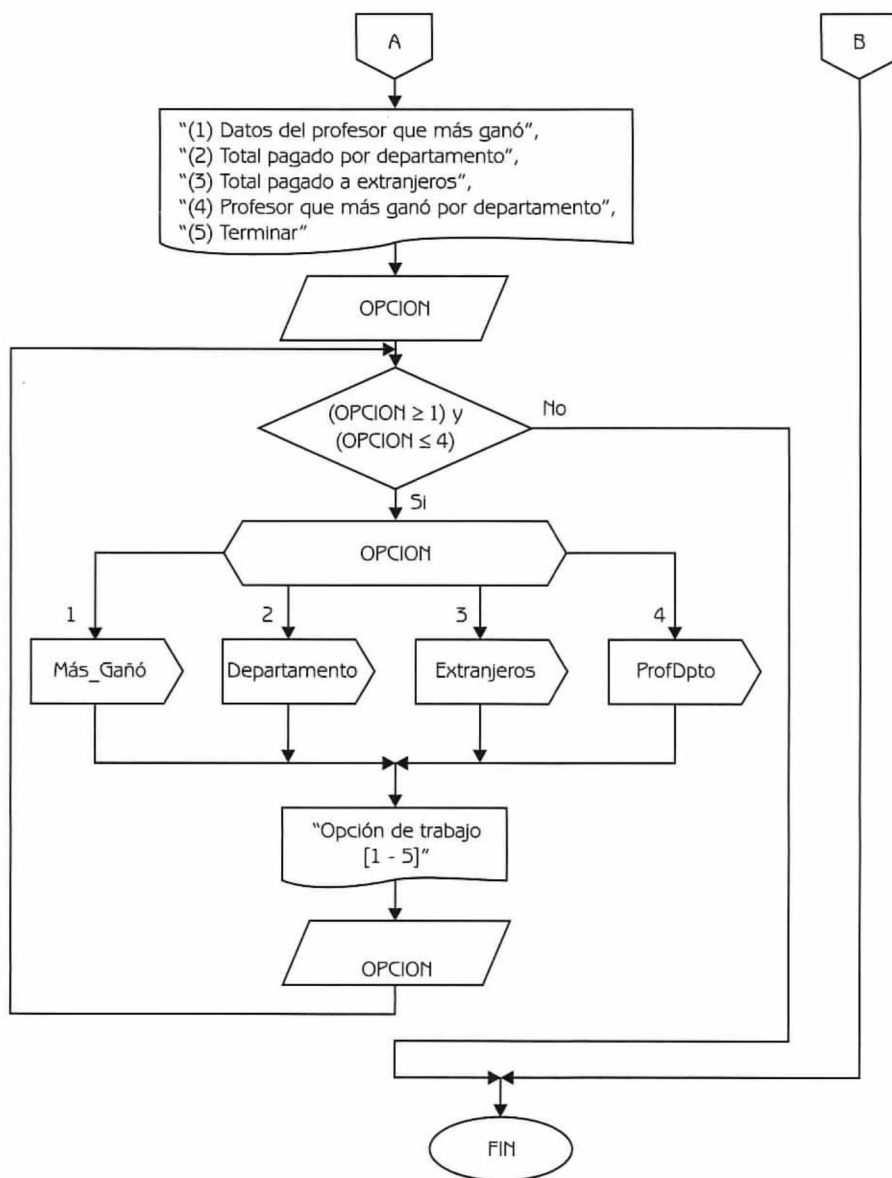 A
B
“(1) Datos del profesor que más ganó”,
“(2) Total pagado por departamento”,
“(3) Total pagado a extranjeros”,
“(4) Profesor que más ganó por departamento”,
“(5) Terminar”
OPCION
(OPCION ≥ 1) y
(OPCION ≤ 4)
No
Si
OPCION
1
2
3
4
Más_Gañó
Departamento
Extranjeros
ProfDpto
“Opción de trabajo
[1 - 5]”
OPCION
FIN